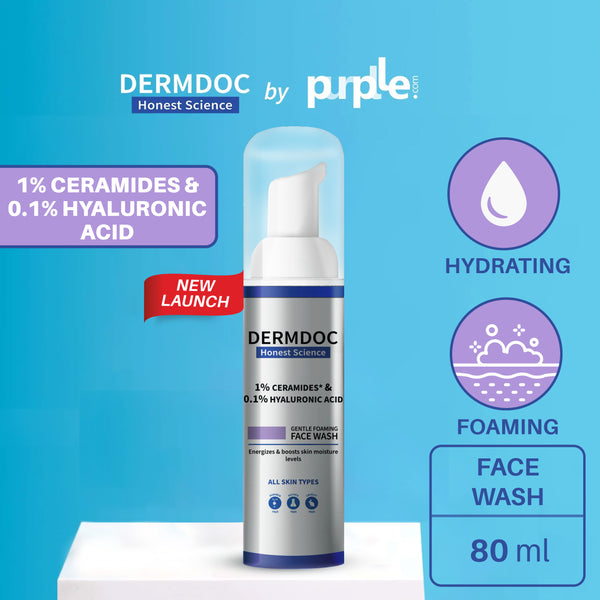 DERMDOC
Honest Science
by
purplle.com
1% CERAMIDES &
0.1% HYALURONIC
ACID
NEW
LAUNCH
HYDRATING
FOAMING
FACE
WASH
80 ml
DERMDOC
Honest Science
1% CERAMIDES* &
0.1% HYALURONIC ACID
GENTLE FOAMING
FACE WASH
Energizes & boosts skin moisture
levels
ALL SKIN TYPES